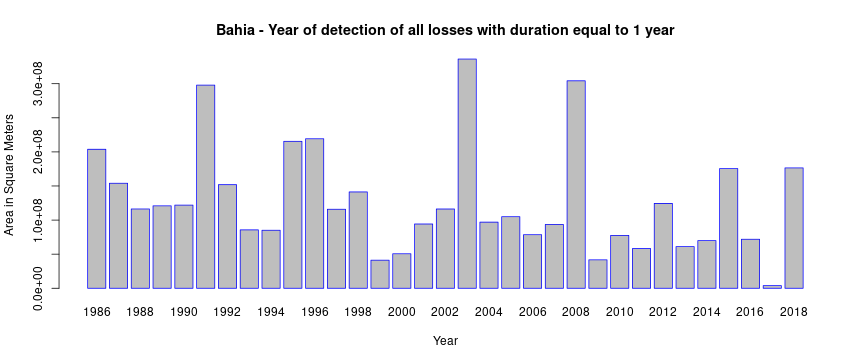 Bahia - Year of detection of all losses with duration equal to 1 year
Area in Square Meters
3.0e+08
2.0e+08
1.0e+08
0.0e+00
1986 1988 1990 1992 1994 1996 1998 2000 2002 2004 2006 2008 2010 2012 2014 2016 2018
Year